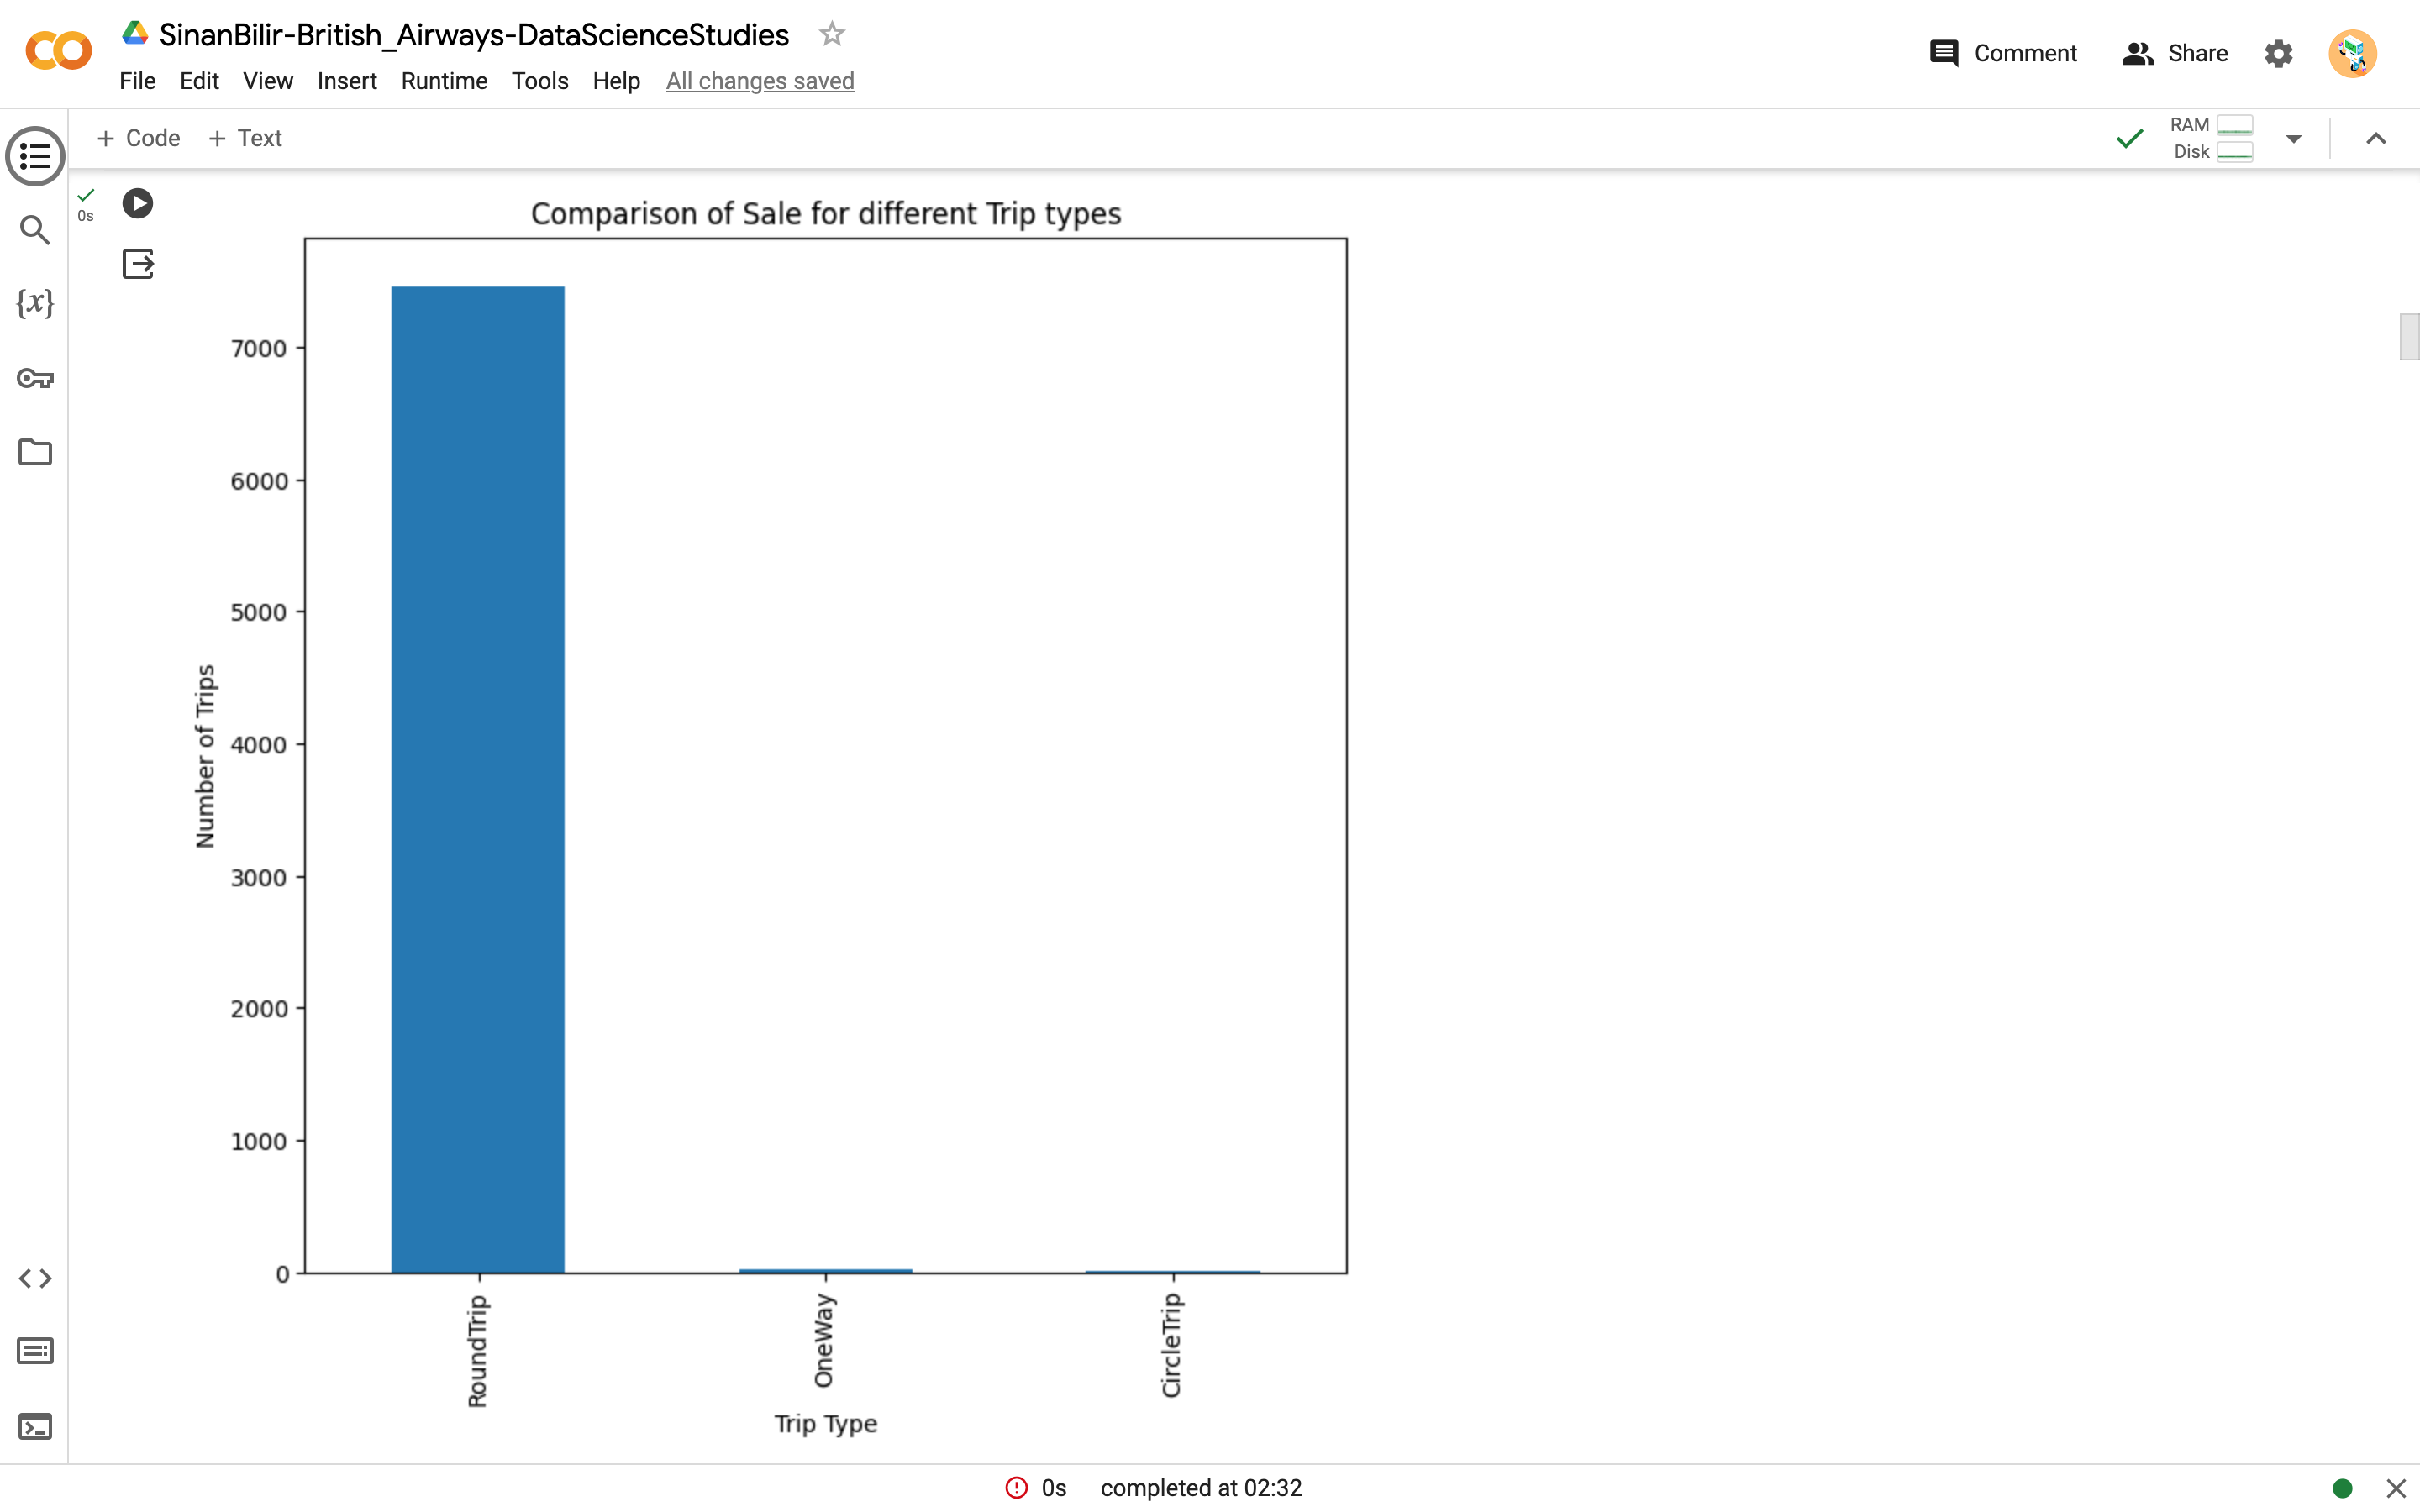 SinanBilir-British_Airways-DataScienceStudies
File Edit View Insert Runtime Tools Help All changes saved
Comment
Share
+ Code + Text
RAM
Disk
{x}
0s
Comparison of Sale for different Trip types
7000
6000
5000
4000
3000
2000
1000
0
Number of Trips
RoundTrip
OneWay
CircleTrip
Trip Type
0s completed at 02:32